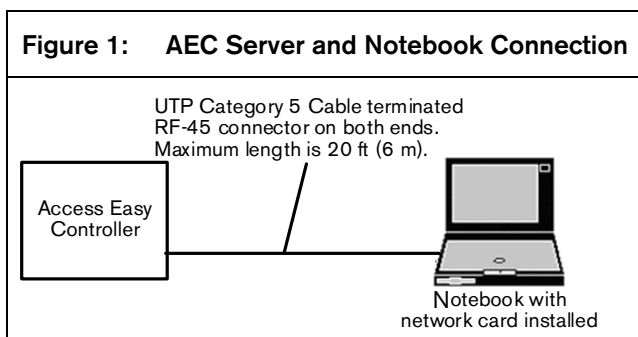 Figure 1: AEC Server and Notebook Connection
UTP Category 5 Cable terminated
RF-45 connector on both ends.
Maximum length is 20 ft (6 m).
Access Easy
Controller
Notebook with
network card installed